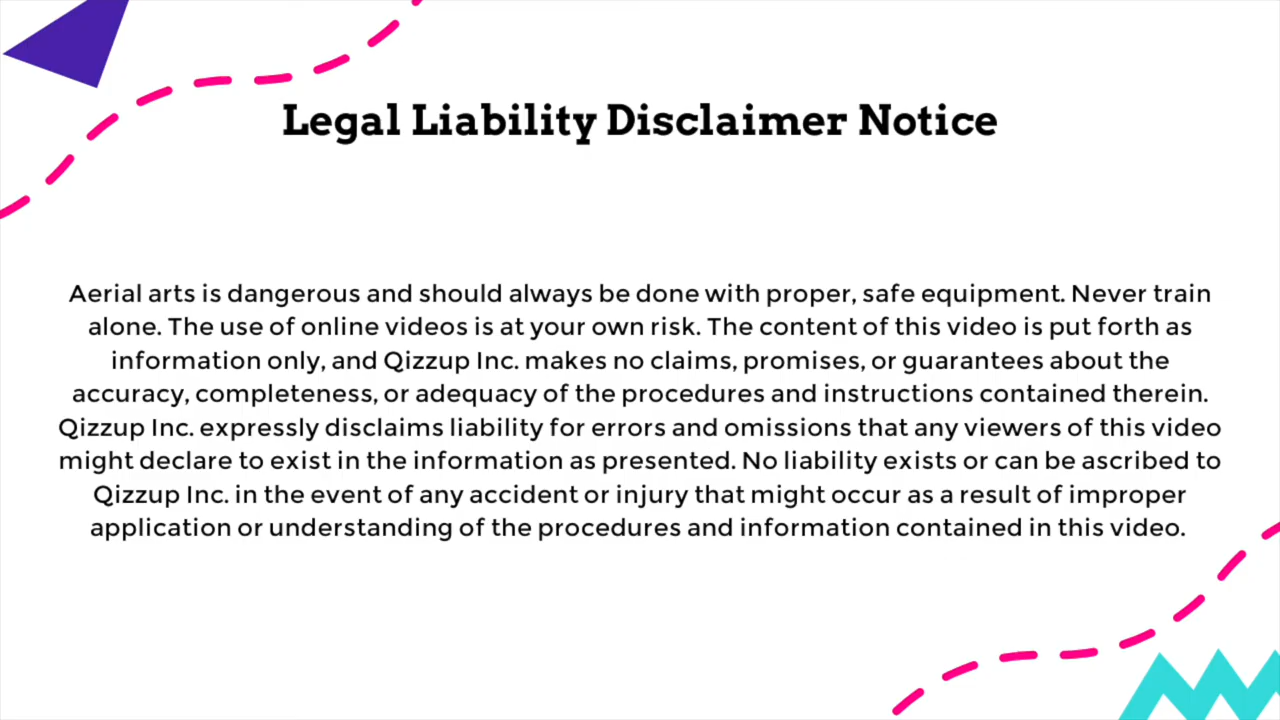 Legal Liability Disclaimer Notice
Aerial arts is dangerous and should always be done with proper, safe equipment. Never train
alone. The use of online videos is at your own risk. The content of this video is put forth as
information only, and Qizzup Inc. makes no claims, promises, or guarantees about the
accuracy, completeness, or adequacy of the procedures and instructions contained therein.
Qizzup Inc. expressly disclaims liability for errors and omissions that any viewers of this video
might declare to exist in the information as presented. No liability exists or can be ascribed to
Qizzup Inc. in the event of any accident or injury that might occur as a result of improper
application or understanding of the procedures and information contained in this video.